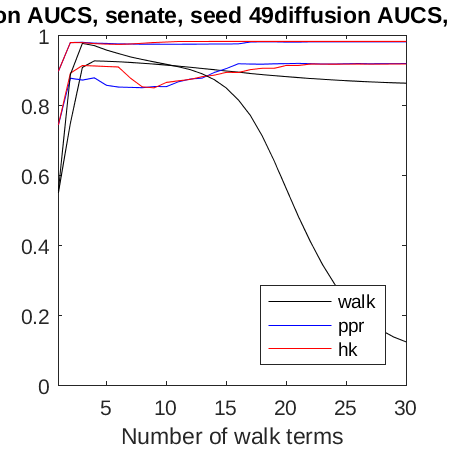 on AUCS, senate, seed 49diffusion AUCS,
1
0.8
0.6
0.4
0.2
0
walk
ppr
hk
5 10 15 20 25 30
Number of walk terms